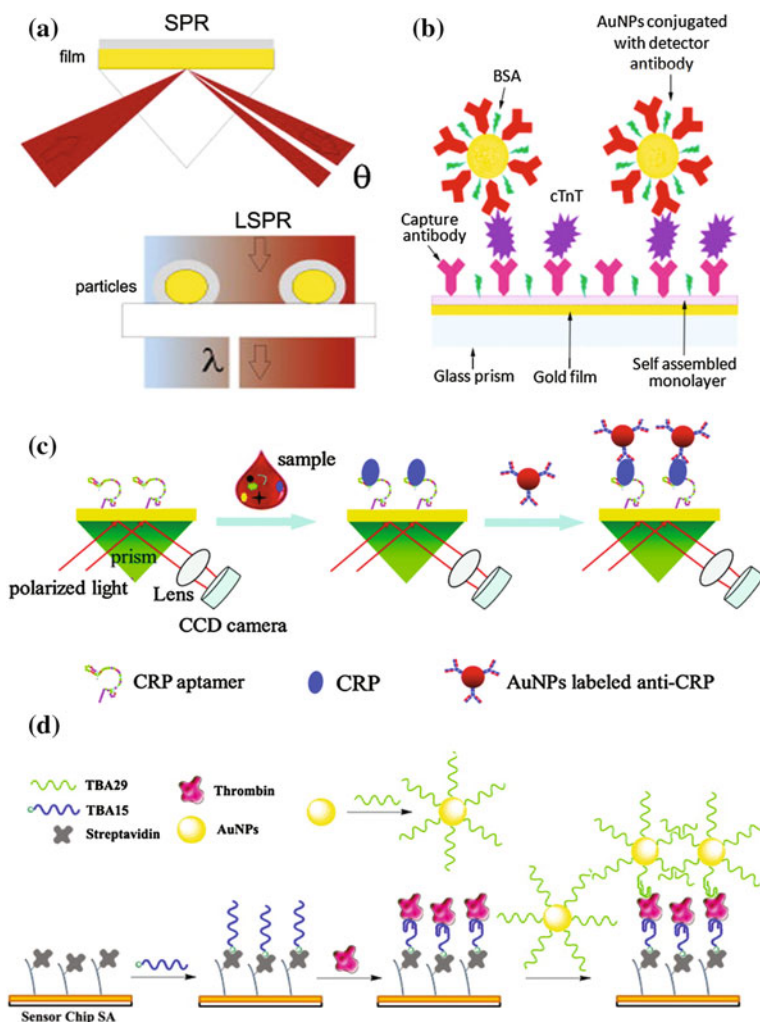 (a)
SPR
film
θ
LSPR
particles
λ
(b)
AuNPs conjugated
with detector
antibody
BSA
cTnT
Capture
antibody
Glass prism
Gold film
Self assembled
monolayer
(c)
sample
prism
polarized light
Lens
CCD camera
CRP aptamer
CRP
AuNPs labeled anti-CRP
(d)
TBA29
TBA15
Streptavidin
Thrombin
AuNPs
Sensor Chip SA